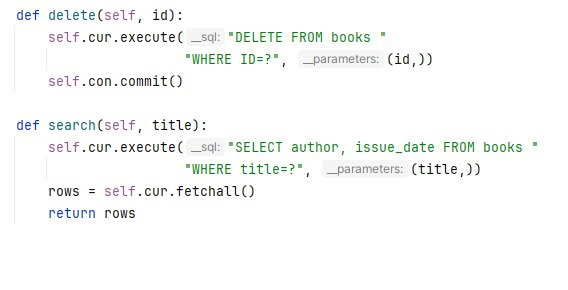 def delete(self, id):
self.cur.execute( __sql: "DELETE FROM books "
"WHERE ID=?", __parameters: (id,))
self.con.commit()
def search(self, title):
self.cur.execute( __sql: "SELECT author, issue_date FROM books "
"WHERE title=?", __parameters: (title,))
rows = self.cur.fetchall()
return rows